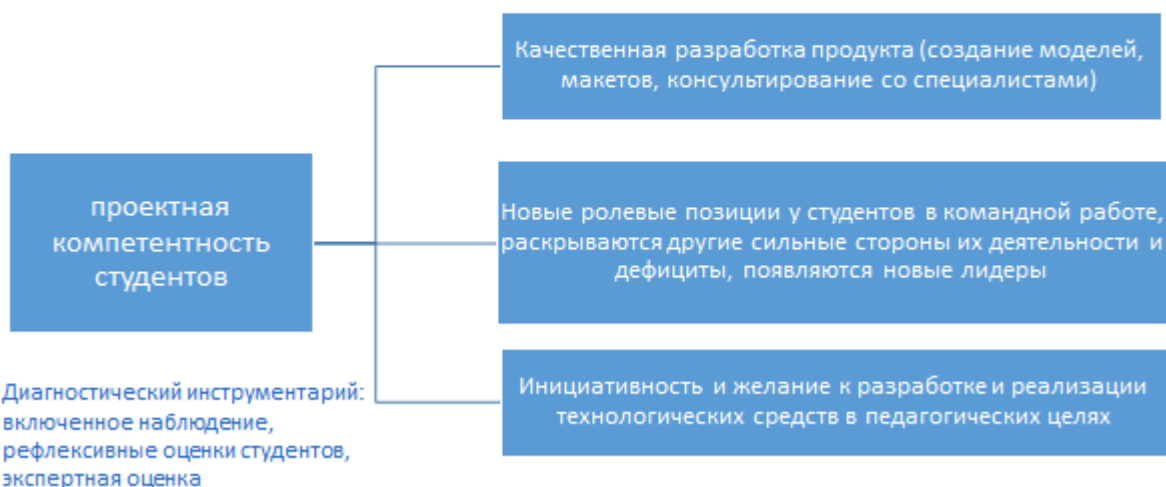 Качественная разработка продукта (создание моделей,
макетов, консультирование со специалистами)
проектная
компетентность
студентов
Новые ролевые позиции у студентов в командной работе,
раскрываются другие сильные стороны их деятельности и
дефициты, появляются новые лидеры
Диагностический инструментарий:
включенное наблюдение,
рефлексивные оценки студентов,
экспертная оценка
Инициативность и желание к разработке и реализации
технологических средств в педагогических целях